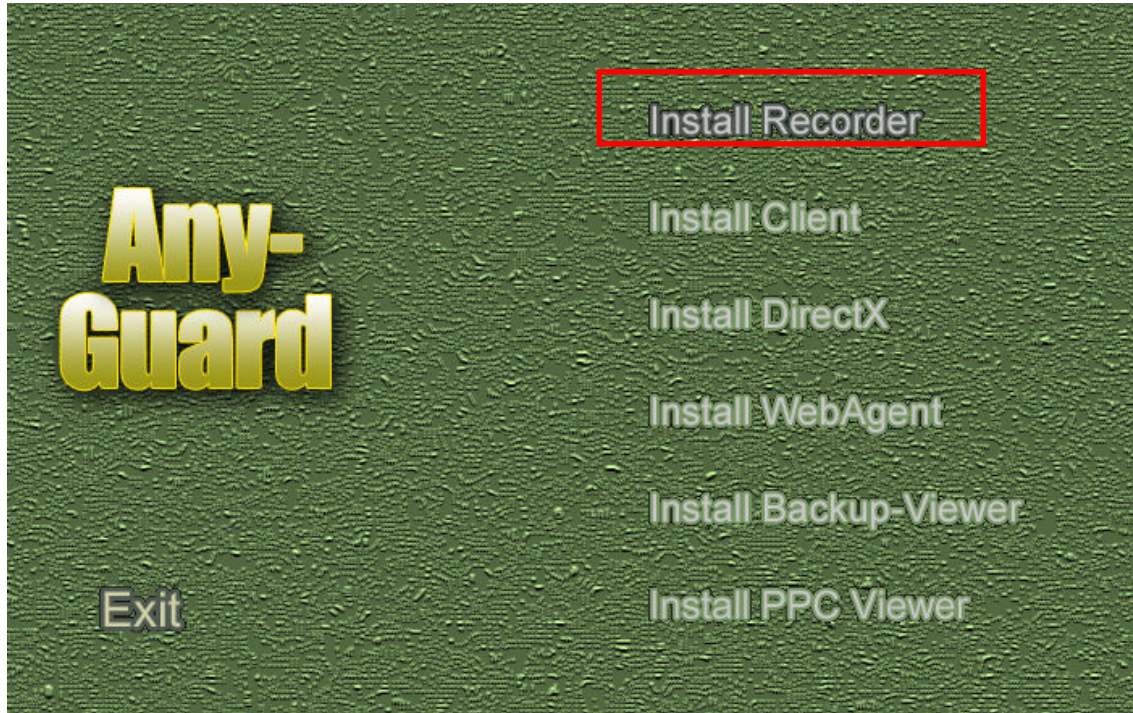 Any-
Guard
Install Recorder
Install Client
Install DirectX
Install WebAgent
Install Backup-Viewer
Install PPC Viewer
Exit